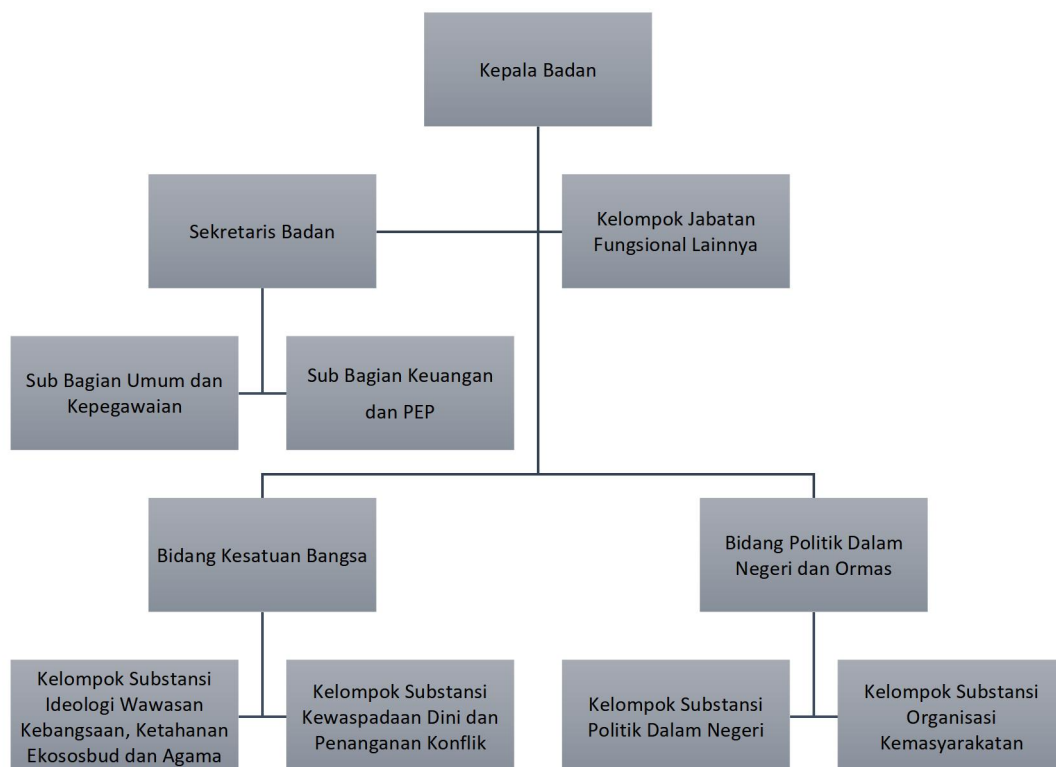 Kepala Badan
Sekretaris Badan
Kelompok Jabatan
Fungsional Lainnya
Sub Bagian Umum dan
Kepegawaian
Sub Bagian Keuangan
dan PEP
Bidang Kesatuan Bangsa
Bidang Politik Dalam
Negeri dan Ormas
Kelompok Substansi
Ideologi Wawasan
Kebangsaan, Ketahanan
Ekososbud dan Agama
Kelompok Substansi
Kewaspadaan Dini dan
Penanganan Konflik
Kelompok Substansi
Politik Dalam Negeri
Kelompok Substansi
Organisasi
Kemasyarakatan